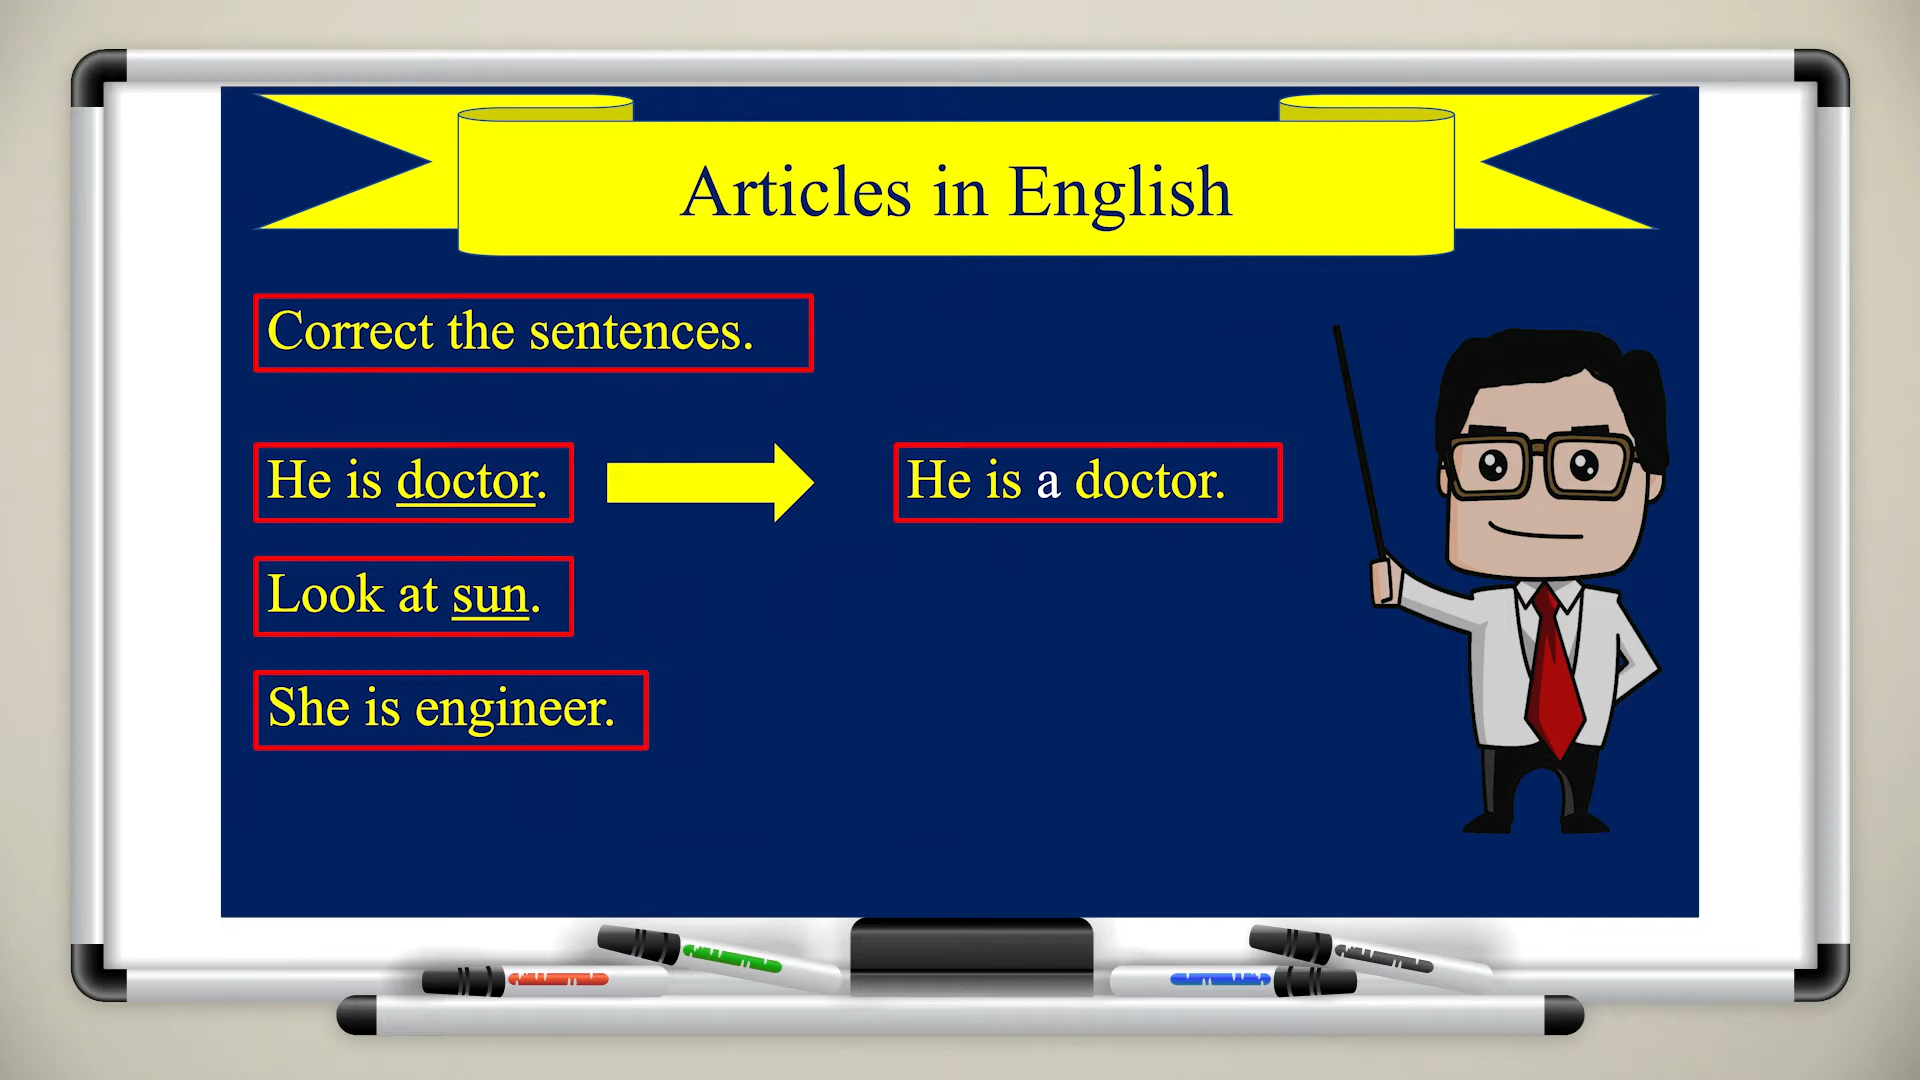 Articles in English
Correct the sentences.
He is doctor.
He is a doctor.
Look at sun.
She is engineer.